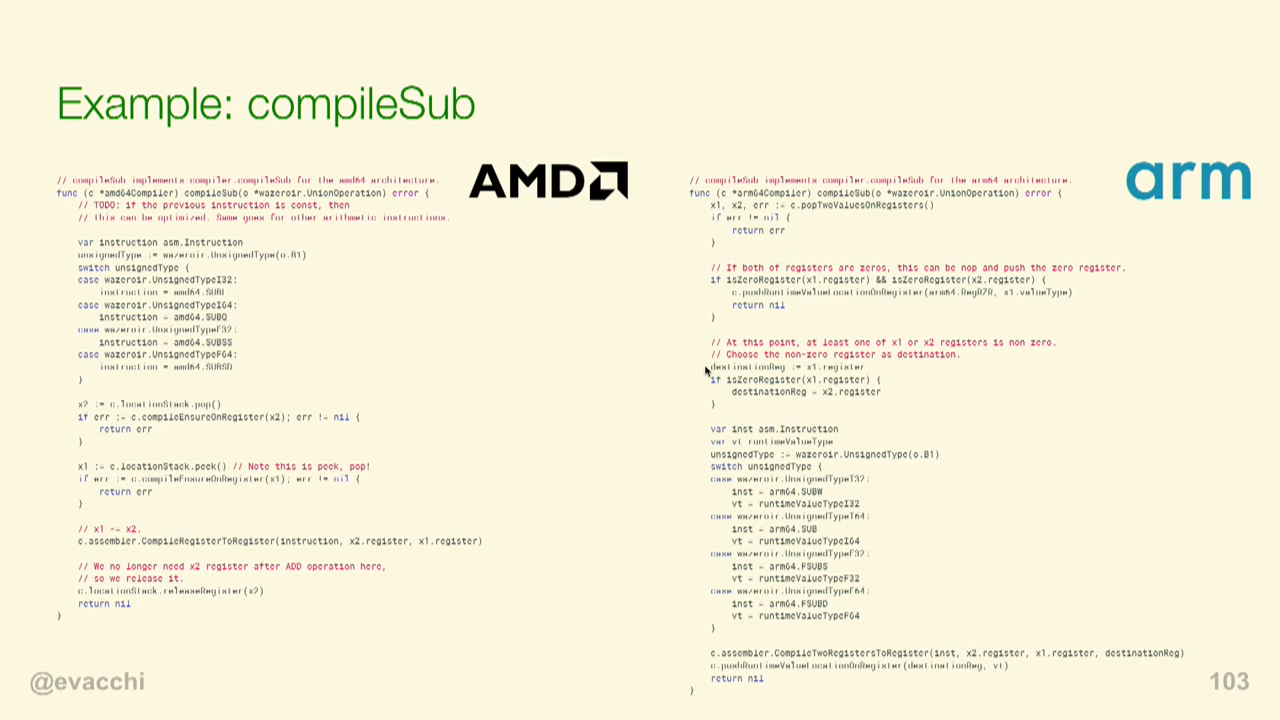 Example: compileSub
AMD
// compileSub implements compiler.compileSub for the amd64 architecture.
func (c *amd64Compiler) compileSub(o *wazeroir.UnionOperation) error {
// TODO: if the previous instruction is const, then
// this can be optimized. Same goes for other arithmetic instructions.
var instruction asm.Instruction
unsignedType := wazeroir.UnsignedType(o.B1)
switch unsignedType {
case wazeroir.UnsignedTypeI32:
instruction = amd64.SUBL
case wazeroir.UnsignedTypeI64:
instruction = amd64.SUBQ
case wazeroir.UnsignedTypeF32:
instruction = amd64.SUBSS
case wazeroir.UnsignedTypeF64:
instruction = amd64.SUBSD
}
x2 := c.locationStack.pop()
if err := c.compileEnsureOnRegister(x2); err != nil {
return err
}
x1 := c.locationStack.peek() // Note this is peek, pop!
if err := c.compileEnsureOnRegister(x1); err != nil {
return err
}
// x1 -= x2.
c.assembler.CompileRegisterToRegister(instruction, x2.register, x1.register)
// We no longer need x2 register after ADD operation here,
// so we release it.
c.locationStack.releaseRegister(x2)
return nil
}
arm
// compileSub implements compiler.compileSub for the arm64 architecture.
func (c *arm64Compiler) compileSub(o *wazeroir.UnionOperation) error {
x1, x2, err := c.popTwoValuesOnRegisters()
if err != nil {
return err
}
// If both of registers are zeros, this can be nop and push the zero register.
if isZeroRegister(x1.register) && isZeroRegister(x2.register) {
c.pushRuntimeValueLocationOnRegister(arm64.RegRZR, x1.valueType)
return nil
}
// At this point, at least one of x1 or x2 registers is non zero.
// Choose the non-zero register as destination.
destinationReg := x1.register
if isZeroRegister(x1.register) {
destinationReg = x2.register
}
var inst asm.Instruction
var vt runtimeValueType
unsignedType := wazeroir.UnsignedType(o.B1)
switch unsignedType {
case wazeroir.UnsignedTypeI32:
inst = arm64.SUBW
vt = runtimeValueTypeI32
case wazeroir.UnsignedTypeI64:
inst = arm64.SUB
vt = runtimeValueTypeI64
case wazeroir.UnsignedTypeF32:
inst = arm64.FSUBS
vt = runtimeValueTypeF32
case wazeroir.UnsignedTypeF64:
inst = arm64.FSUBD
vt = runtimeValueTypeF64
}
c.assembler.CompileTwoRegistersToRegister(inst, x2.register, x1.register, destinationReg)
c.pushRuntimeValueLocationOnRegister(destinationReg, vt)
return nil
}
@evacchi
103